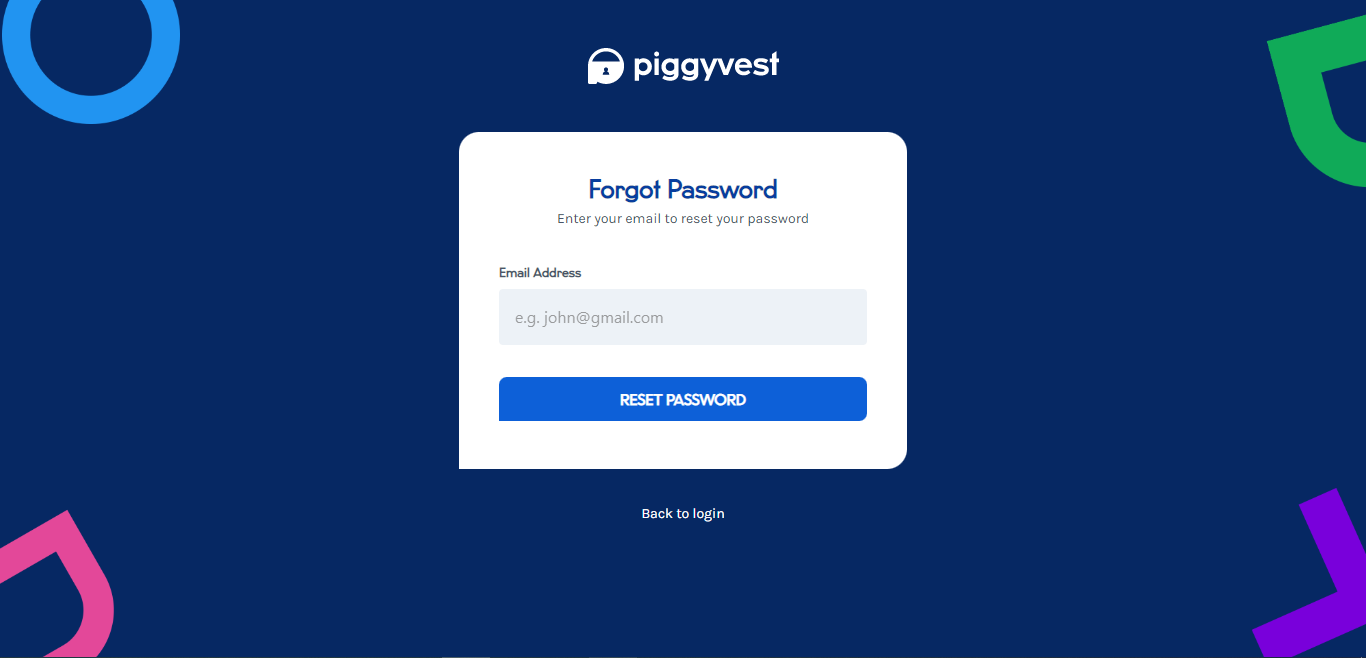 piggyvest
Forgot Password
Enter your email to reset your password
Email Address
e.g. john@gmail.com
RESET PASSWORD
Back to login